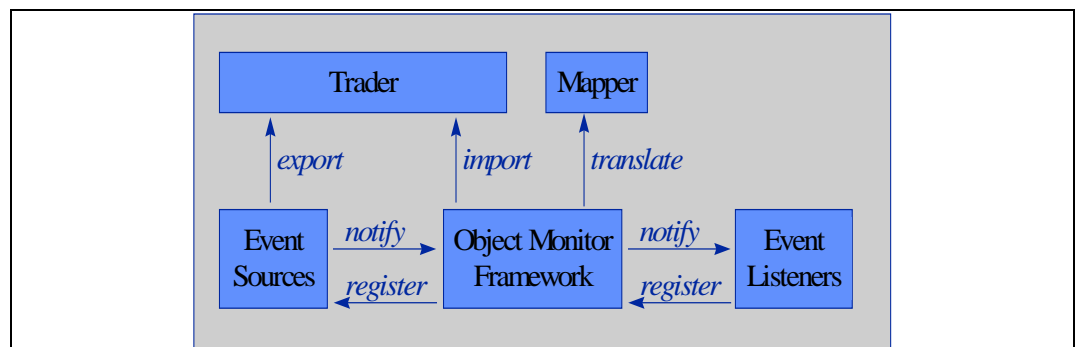 Trader
Mapper
export
import
translate
Event
Sources
notify
register
Object Monitor
Framework
notify
register
Event
Listeners